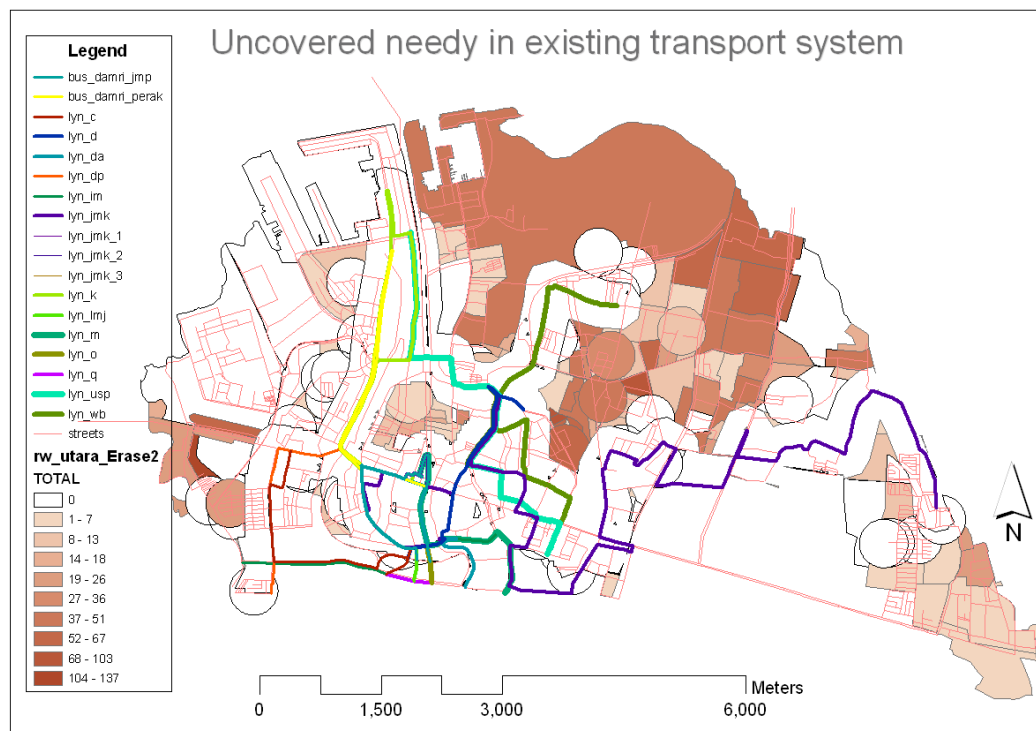 Uncovered needy in existing transport system
Legend
bus_damri_jmp
bus_damri_perak
lyn_c
lyn_d
lyn_da
lyn_dp
lyn_im
lyn_jmk
lyn_jmk_1
lyn_jmk_2
lyn_jmk_3
lyn_k
lyn_lmj
lyn_m
lyn_o
lyn_q
lyn_usp
lyn_wb
streets
rw_utara_Erase2
TOTAL
0
1 - 7
8 - 13
14 - 18
19 - 26
27 - 36
37 - 51
52 - 67
68 - 103
104 - 137
N
Meters
0 1,500 3,000 6,000